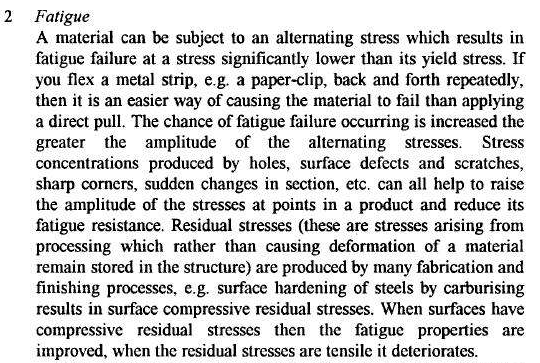 2 Fatigue
A material can be subject to an alternating stress which results in
fatigue failure at a stress significantly lower than its yield stress. If
you flex a metal strip, e.g. a paper-clip, back and forth repeatedly,
then it is an easier way of causing the material to fail than applying
a direct pull. The chance of fatigue failure occurring is increased the
greater the amplitude of the alternating stresses. Stress
concentrations produced by holes, surface defects and scratches,
sharp corners, sudden changes in section, etc. can all help to raise
the amplitude of the stresses at points in a product and reduce its
fatigue resistance. Residual stresses (these are stresses arising from
processing which rather than causing deformation of a material
remain stored in the structure) are produced by many fabrication and
finishing processes, e.g. surface hardening of steels by carburising
results in surface compressive residual stresses. When surfaces have
compressive residual stresses then the fatigue properties are
improved, when the residual stresses are tensile it deteriorates.